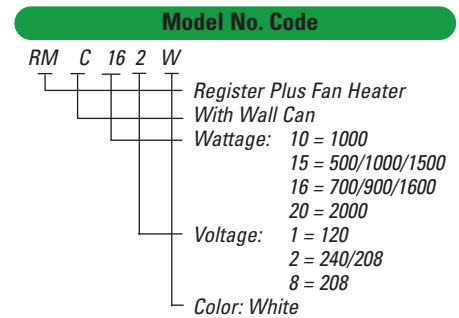 Model No. Code
RM C 16 2 W
Register Plus Fan Heater
With Wall Can
Wattage: 10 = 1000
15 = 500/1000/1500
16 = 700/900/1600
20 = 2000
Voltage: 1 = 120
2 = 240/208
8 = 208
Color: White